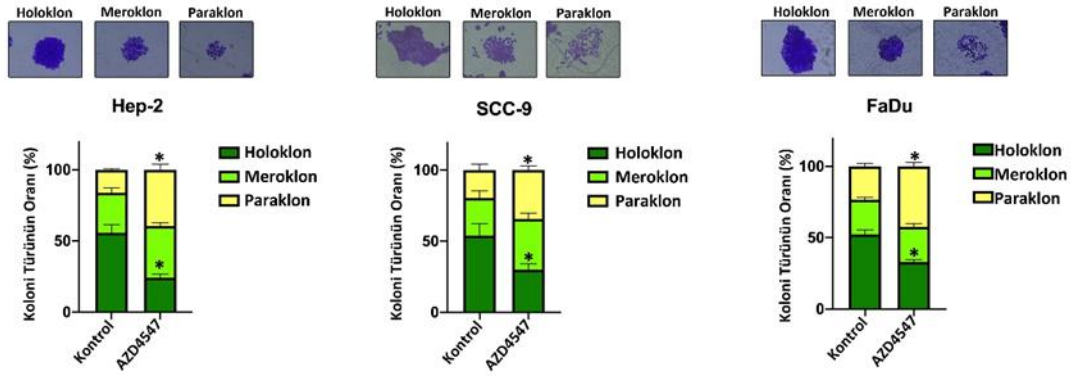 Holoklon Meroklon Paraklon
Hep-2
Koloni Türünün Oranı (%)
100
50
0
*
*
Kontrol
AZD4547
Holoklon
Meroklon
Paraklon
Holoklon Meroklon Paraklon
SCC-9
Koloni Türünün Oranı (%)
100
50
0
*
*
Kontrol
AZD4547
Holoklon
Meroklon
Paraklon
Holoklon Meroklon Paraklon
FaDu
Koloni Türünün Oranı (%)
100
50
0
*
*
Kontrol
AZD4547
Holoklon
Meroklon
Paraklon